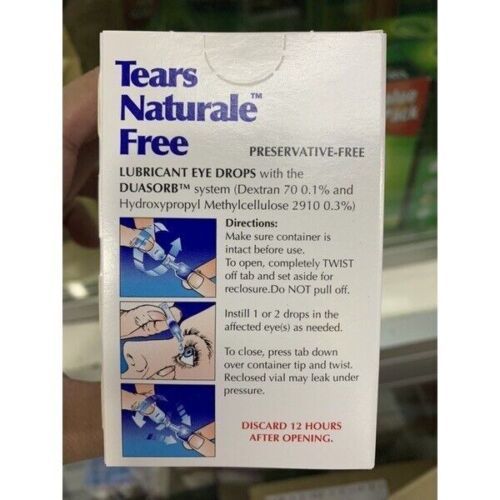 Tears
Naturale™
Free
PRESERVATIVE-FREE
LUBRICANT EYE DROPS with the
DUASORB™ system (Dextran 70 0.1% and
Hydroxypropyl Methylcellulose 2910 0.3%)
Directions:
Make sure container is
intact before use.
To open, completely TWIST
off tab and set aside for
reclosure.Do NOT pull off.
Instill 1 or 2 drops in the
affected eye(s) as needed.
To close, press tab down
over container tip and twist.
Reclosed vial may leak under
pressure.
DISCARD 12 HOURS
AFTER OPENING.